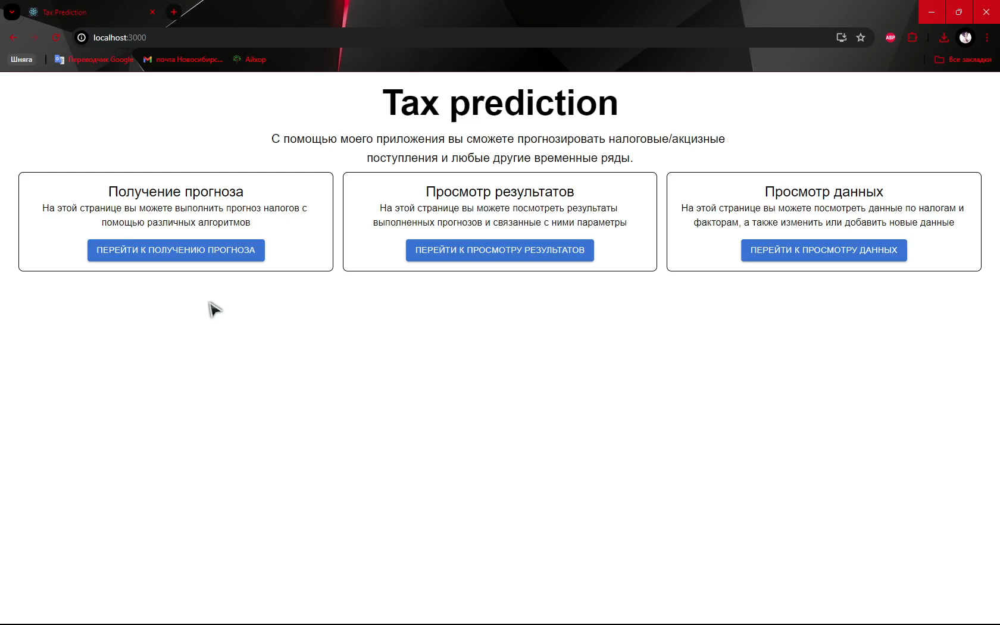 Tax Prediction
localhost:3000
ABP
Шняга
Переводчик Google
почта Новосибирс...
Айхор
Все закладки
Tax prediction
С помощью моего приложения вы сможете прогнозировать налоговые/акцизные
поступления и любые другие временные ряды.
Получение прогноза
На этой странице вы можете выполнить прогноз налогов с
помощью различных алгоритмов
ПЕРЕЙТИ К ПОЛУЧЕНИЮ ПРОГНОЗА
Просмотр результатов
На этой странице вы можете посмотреть результаты
выполненных прогнозов и связанные с ними параметры
ПЕРЕЙТИ К ПРОСМОТРУ РЕЗУЛЬТАТОВ
Просмотр данных
На этой странице вы можете посмотреть данные по налогам и
факторам, а также изменить или добавить новые данные
ПЕРЕЙТИ К ПРОСМОТРУ ДАННЫХ